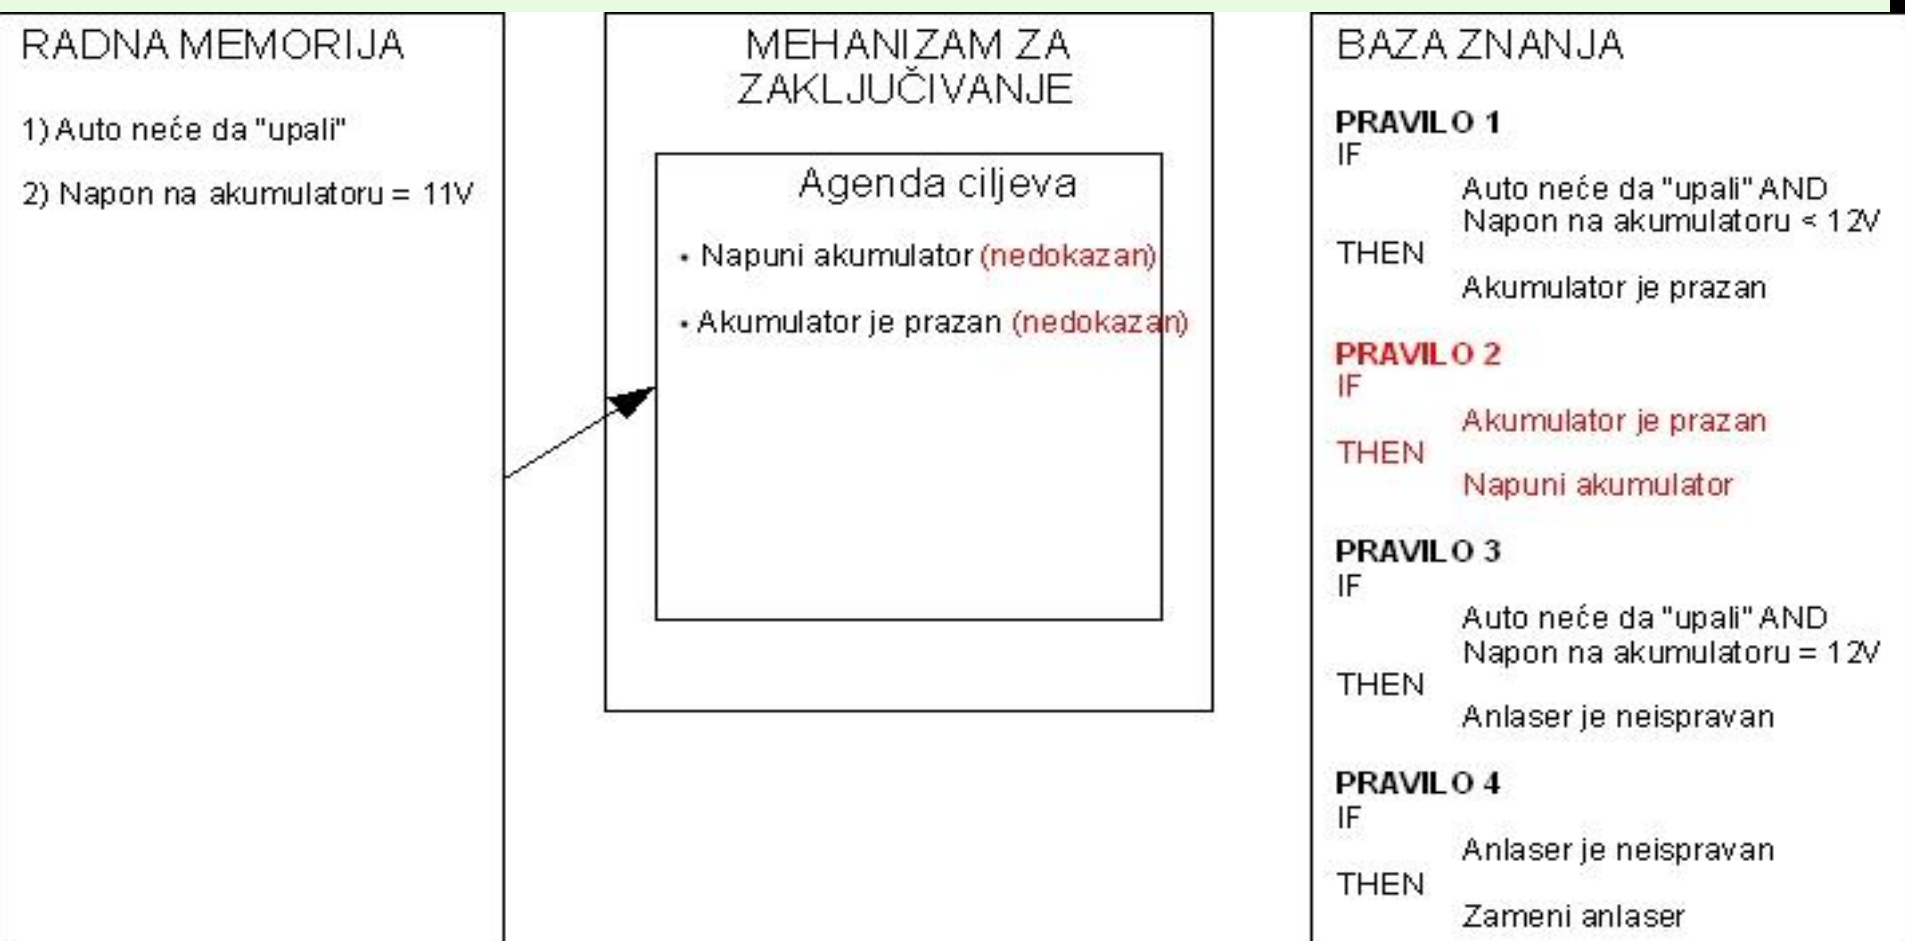 RADNA MEMORIJA
1) Auto neće da "upali"
2) Napon na akumulatoru = 11V
MEHANIZAM ZA
ZAKLJUČIVANJE
Agenda ciljeva
• Napuni akumulator (nedokazan)
• Akumulator je prazan (nedokazan)
BAZA ZNANJA
PRAVILO 1
IF
Auto neće da "upali" AND
Napon na akumulatoru < 12V
THEN
Akumulator je prazan
PRAVILO 2
IF
Akumulator je prazan
THEN
Napuni akumulator
PRAVILO 3
IF
Auto neće da "upali" AND
Napon na akumulatoru = 12V
THEN
Anlaser je neispravan
PRAVILO 4
IF
Anlaser je neispravan
THEN
Zameni anlaser